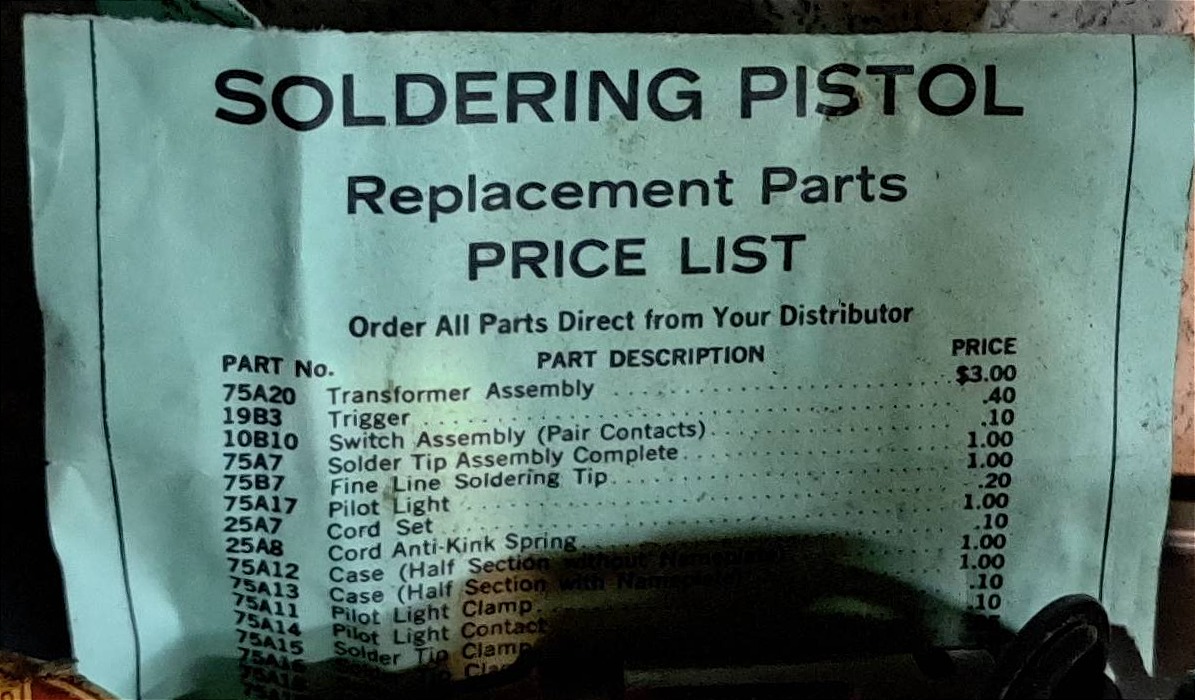 SOLDERING PISTOL
Replacement Parts
PRICE LIST
Order All Parts Direct from Your Distributor
PART No. PART DESCRIPTION PRICE
75A20 Transformer Assembly $3.00
19B3 Trigger .40
10B10 Switch Assembly (Pair Contacts) .10
75A7 Solder Tip Assembly Complete 1.00
75B7 Fine Line Soldering Tip 1.00
75A17 Pilot Light .20
25A7 Cord Set 1.00
25A8 Cord Anti-Kink Spring .10
75A12 Case (Half Section without Nameplate) 1.00
75A13 Case (Half Section with 1.00
75A11 Pilot Light Clamp .10
75A14 Pilot Light Contact .10
75A15 Solder Tip Clamp